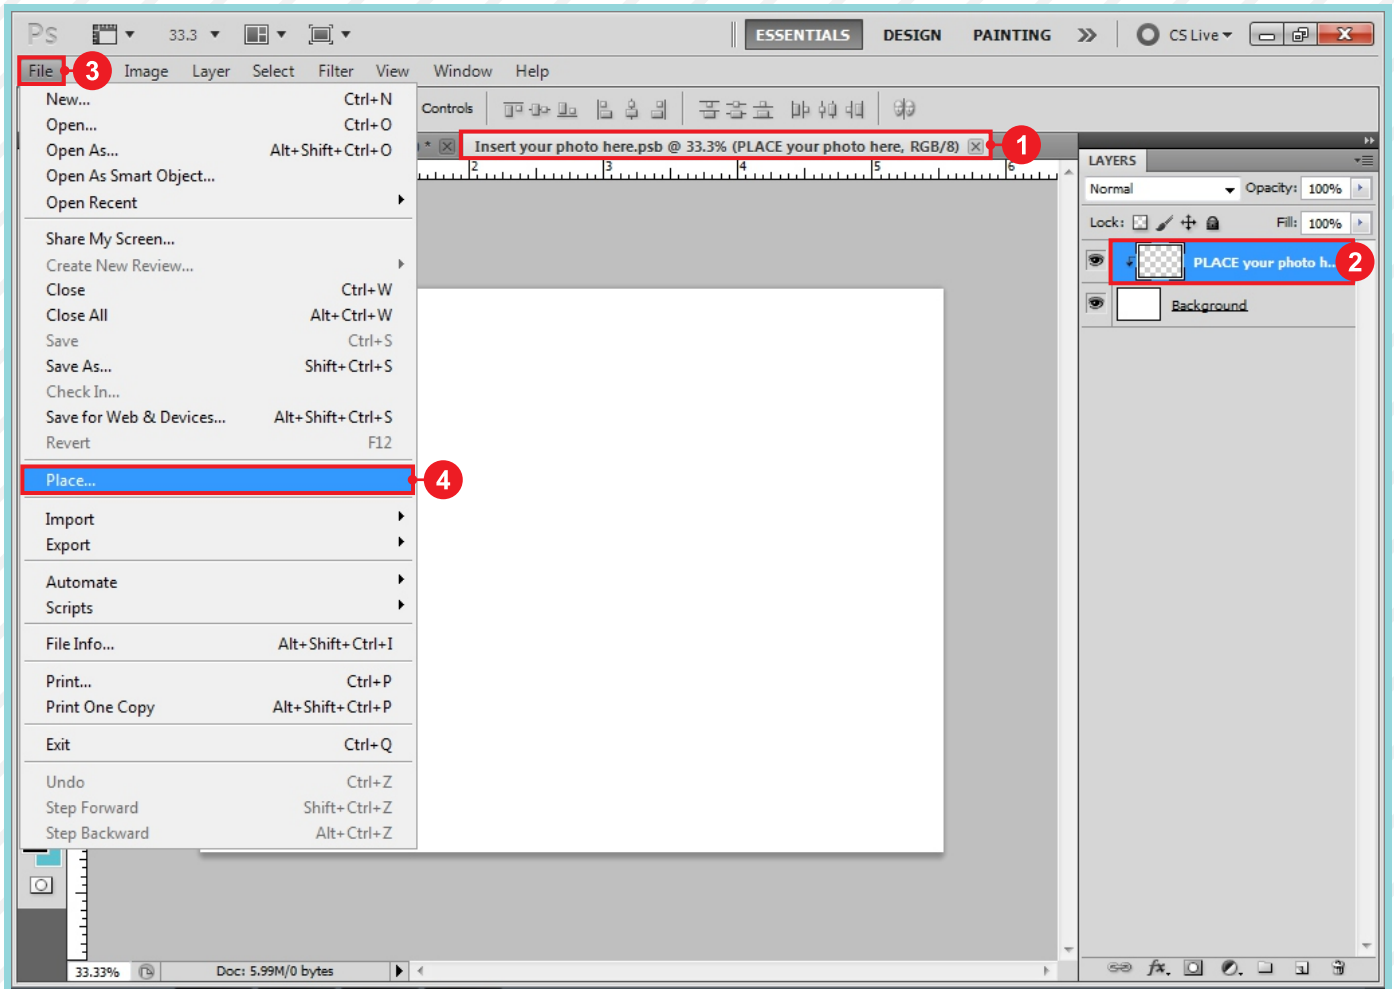 Ps 33.3 ESSENTIALS DESIGN PAINTING CS Live
File 3 Image Layer Select Filter View Window Help
New... Ctrl+N
Open... Ctrl+O
Open As... Alt+Shift+Ctrl+O
Open As Smart Object...
Open Recent
Share My Screen...
Create New Review...
Close Ctrl+W
Close All Alt+Ctrl+W
Save Ctrl+S
Save As... Shift+Ctrl+S
Check In...
Save for Web & Devices... Alt+Shift+Ctrl+S
Revert F12
Place... 4
Import
Export
Automate
Scripts
File Info... Alt+Shift+Ctrl+I
Print... Ctrl+P
Print One Copy Alt+Shift+Ctrl+P
Exit Ctrl+Q
Undo Ctrl+Z
Step Forward Shift+Ctrl+Z
Step Backward Alt+Ctrl+Z
Controls
* Insert your photo here.psb @ 33.3% (PLACE your photo here, RGB/8) 1
2 3 4 5 6
LAYERS
Normal Opacity: 100%
Lock: Fill: 100%
PLACE your photo h... 2
Background
33.33% Doc: 5.99M/0 bytes
fx.